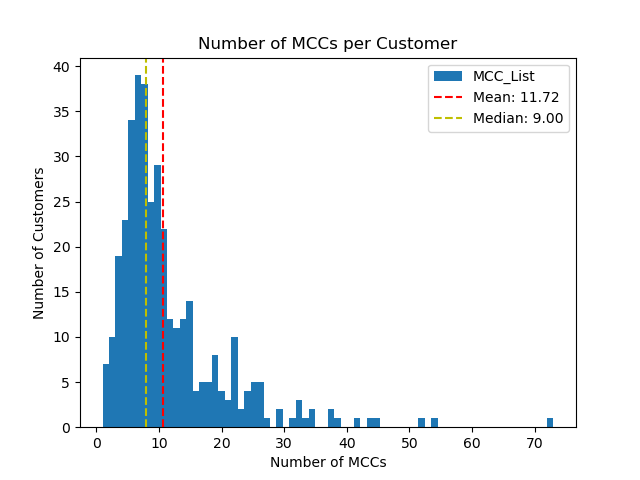 Number of MCCs per Customer
MCC_List
Mean: 11.72
Median: 9.00
40
35
30
25
20
15
10
5
0
Number of Customers
0 10 20 30 40 50 60 70
Number of MCCs